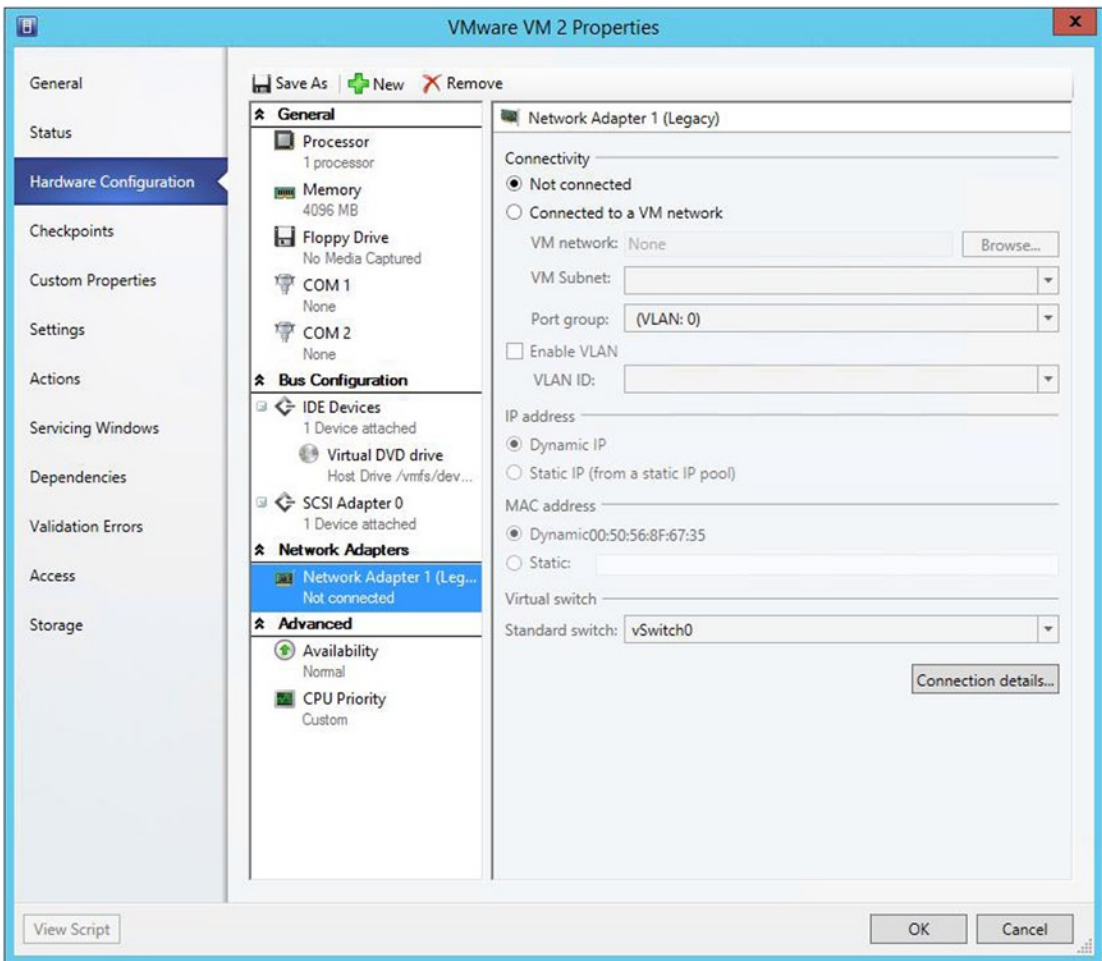 VMware VM 2 Properties
x
General
Status
Hardware Configuration
Checkpoints
Custom Properties
Settings
Actions
Servicing Windows
Dependencies
Validation Errors
Access
Storage
Save As New Remove
General
Processor
1 processor
Memory
4096 MB
Floppy Drive
No Media Captured
COM 1
None
COM 2
None
Bus Configuration
IDE Devices
1 Device attached
Virtual DVD drive
Host Drive /vmfs/dev...
SCSI Adapter 0
1 Device attached
Network Adapters
Network Adapter 1 (Leg...
Not connected
Advanced
Availability
Normal
CPU Priority
Custom
Network Adapter 1 (Legacy)
Connectivity
Not connected
Connected to a VM network
VM network: None Browse...
VM Subnet:
Port group: (VLAN: 0)
Enable VLAN
VLAN ID:
IP address
Dynamic IP
Static IP (from a static IP pool)
MAC address
Dynamic00:50:56:8F:67:35
Static:
Virtual switch
Standard switch: vSwitch0
Connection details...
View Script OK Cancel